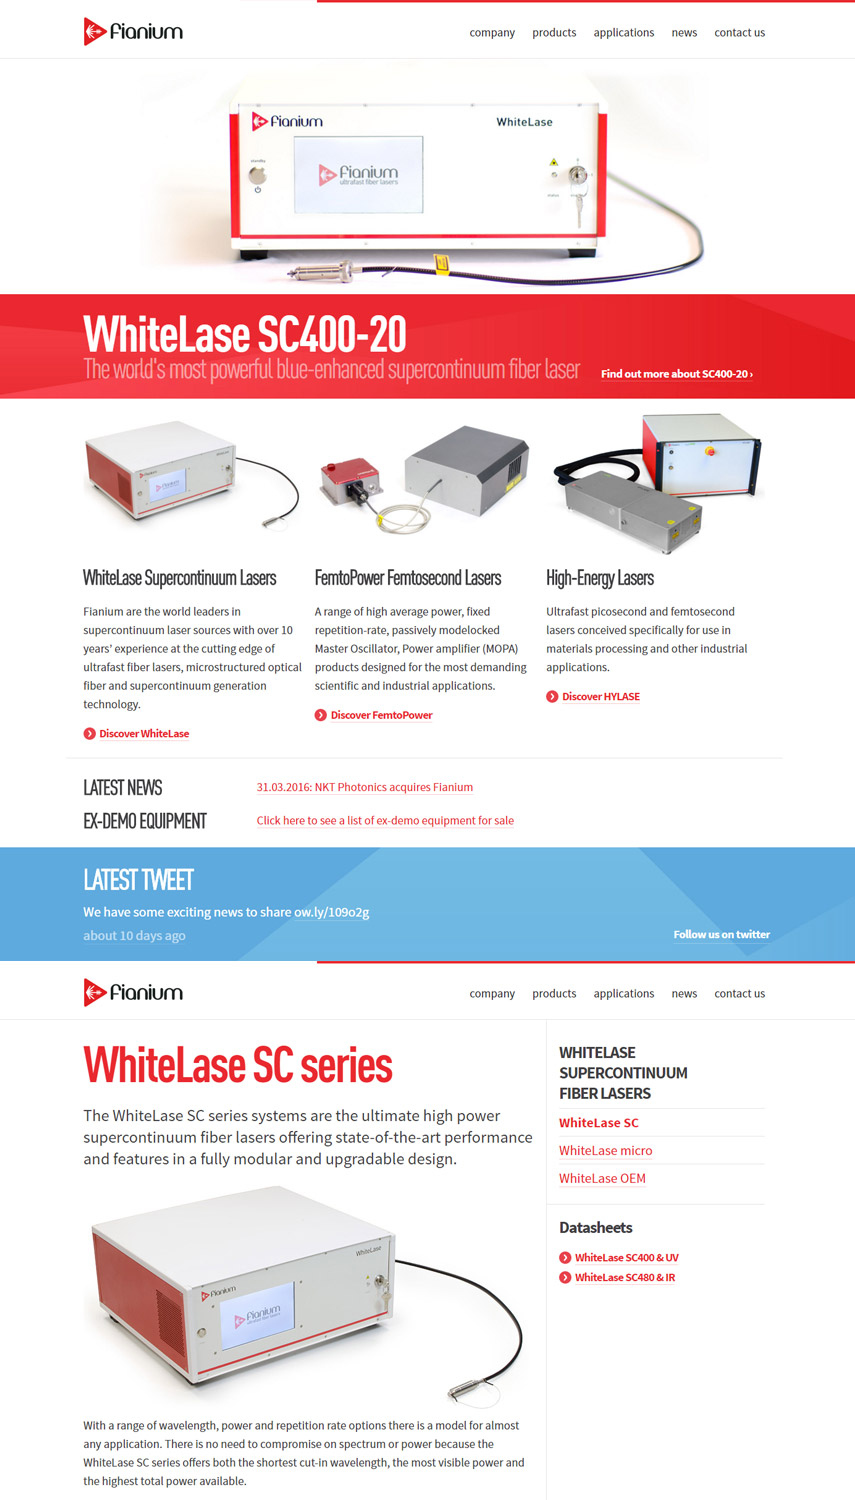 fianium
company products applications news contact us
fianium
WhiteLase
standby
fianium
ultrafast fiber lasers
status
WhiteLase SC400-20
The world's most powerful blue-enhanced supercontinuum fiber laser
Find out more about SC400-20 ›
WhiteLase Supercontinuum Lasers
Fianium are the world leaders in
supercontinuum laser sources with over 10
years' experience at the cutting edge of
ultrafast fiber lasers, microstructured optical
fiber and supercontinuum generation
technology.
Discover WhiteLase
FemtoPower Femtosecond Lasers
A range of high average power, fixed
repetition-rate, passively modelocked
Master Oscillator, Power amplifier (MOPA)
products designed for the most demanding
scientific and industrial applications.
Discover FemtoPower
High-Energy Lasers
Ultrafast picosecond and femtosecond
lasers conceived specifically for use in
materials processing and other industrial
applications.
Discover HYLASE
LATEST NEWS
31.03.2016: NKT Photonics acquires Fianium
EX-DEMO EQUIPMENT
Click here to see a list of ex-demo equipment for sale
LATEST TWEET
We have some exciting news to share ow.ly/109o2g
about 10 days ago
Follow us on twitter
fianium
company products applications news contact us
WhiteLase SC series
The WhiteLase SC series systems are the ultimate high power
supercontinuum fiber lasers offering state-of-the-art performance
and features in a fully modular and upgradable design.
fianium
WhiteLase
fianium
ultrafast fiber lasers
With a range of wavelength, power and repetition rate options there is a model for almost
any application. There is no need to compromise on spectrum or power because the
WhiteLase SC series offers both the shortest cut-in wavelength, the most visible power and
the highest total power available.
WHITELASE
SUPERCONTINUUM
FIBER LASERS
WhiteLase SC
WhiteLase micro
WhiteLase OEM
Datasheets
WhiteLase SC400 & UV
WhiteLase SC480 & IR